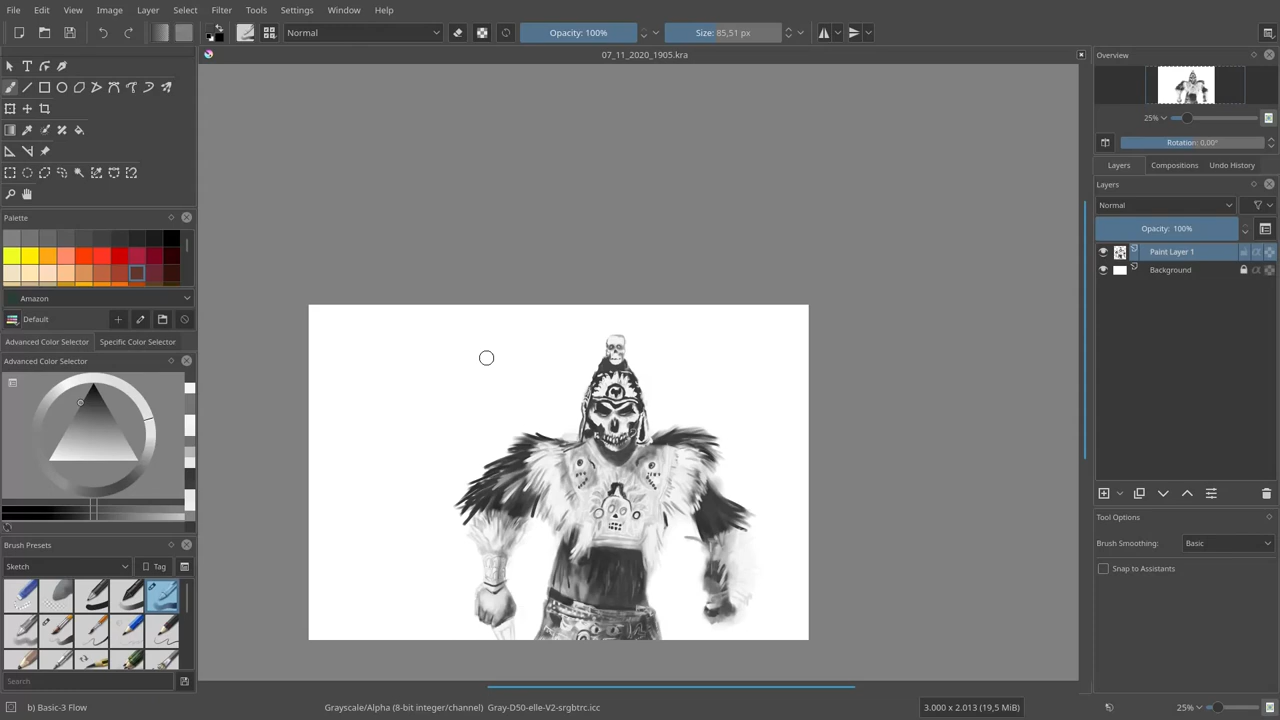 File Edit View Image Layer Select Filter Tools Settings Window Help
Normal Opacity: 100% Size: 85,51 px
07_11_2020_1905.kra
Overview
25%
Rotation: 0,00°
Layers Compositions Undo History
Layers
Normal
Opacity: 100%
Paint Layer 1
Background
Tool Options
Brush Smoothing: Basic
Snap to Assistants
Palette
Amazon
Default
Advanced Color Selector Specific Color Selector
Advanced Color Selector
Brush Presets
Sketch Tag
Search
b) Basic-3 Flow Grayscale/Alpha (8-bit integer/channel) Gray-D50-elle-V2-srgbtrc.icc 3.000 x 2.013 (19,5 MiB) 25%